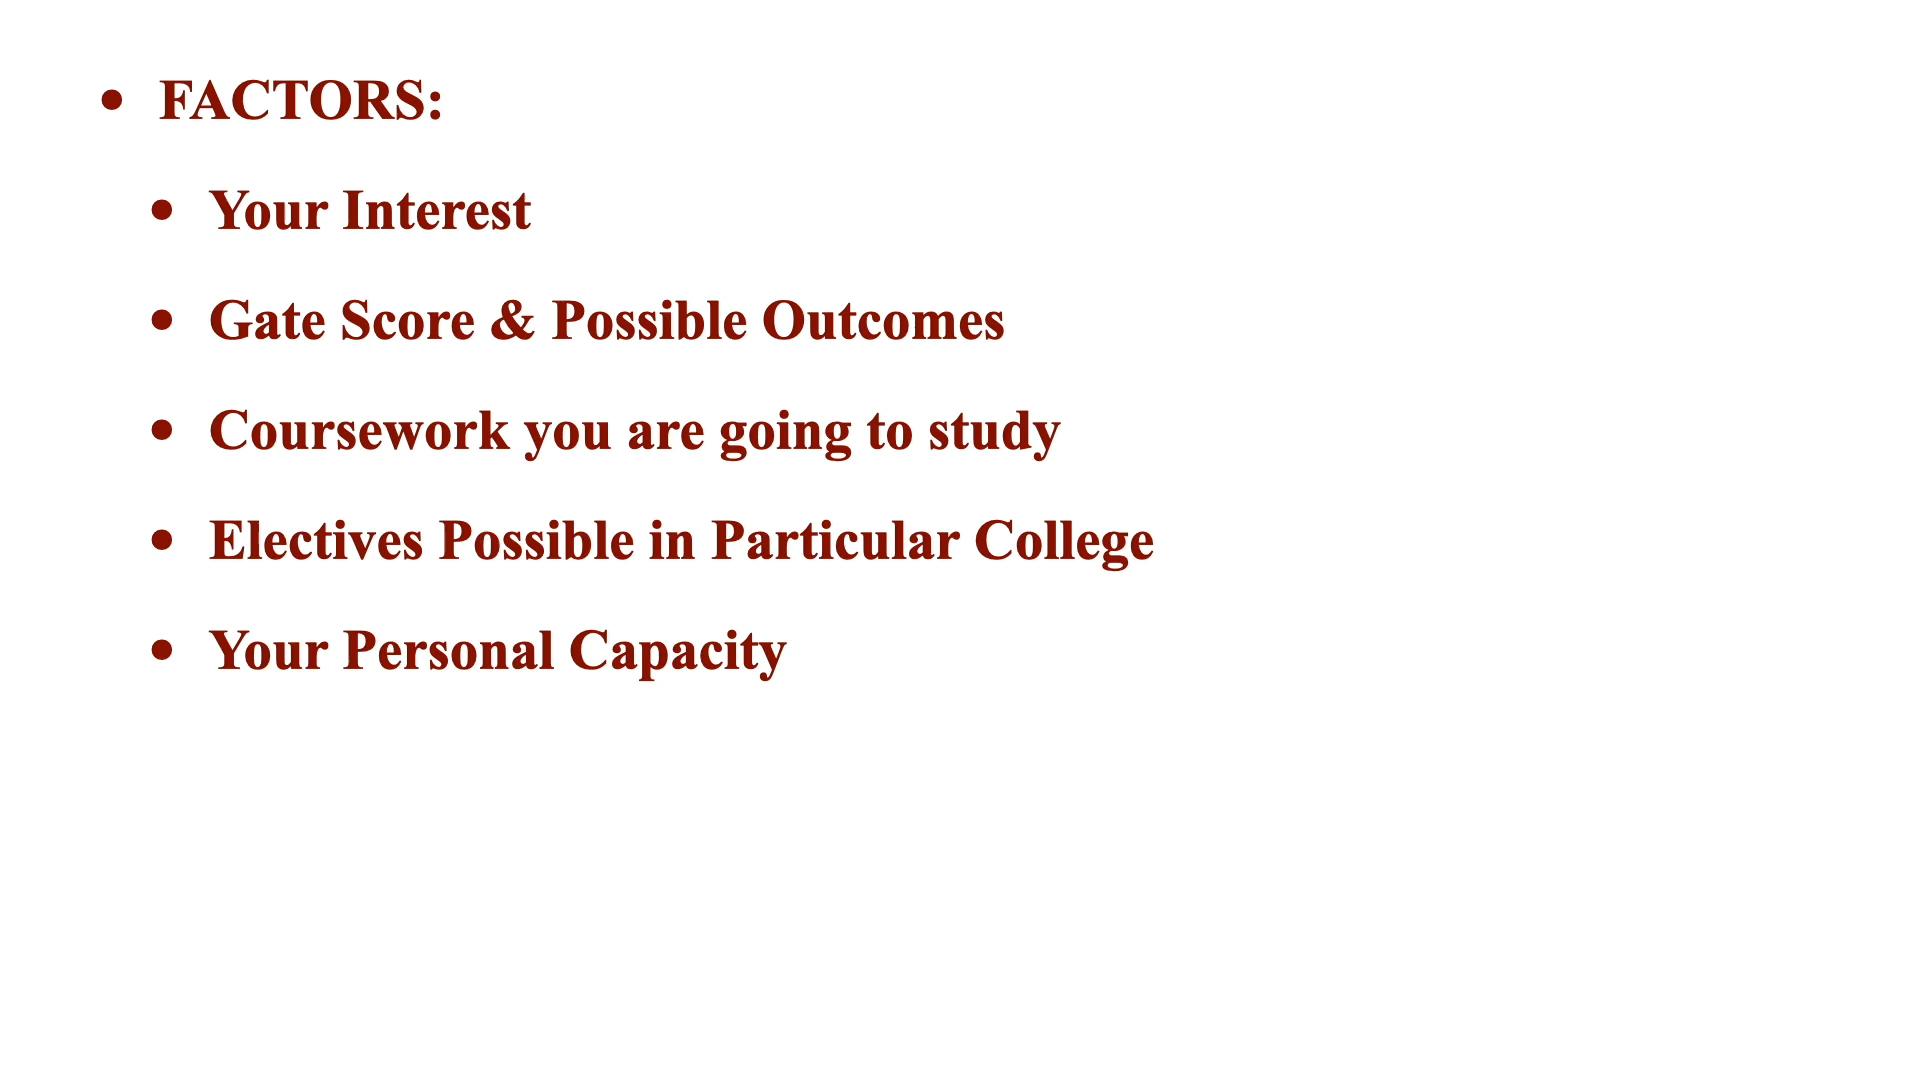 • FACTORS:
• Your Interest
• Gate Score & Possible Outcomes
• Coursework you are going to study
• Electives Possible in Particular College
• Your Personal Capacity